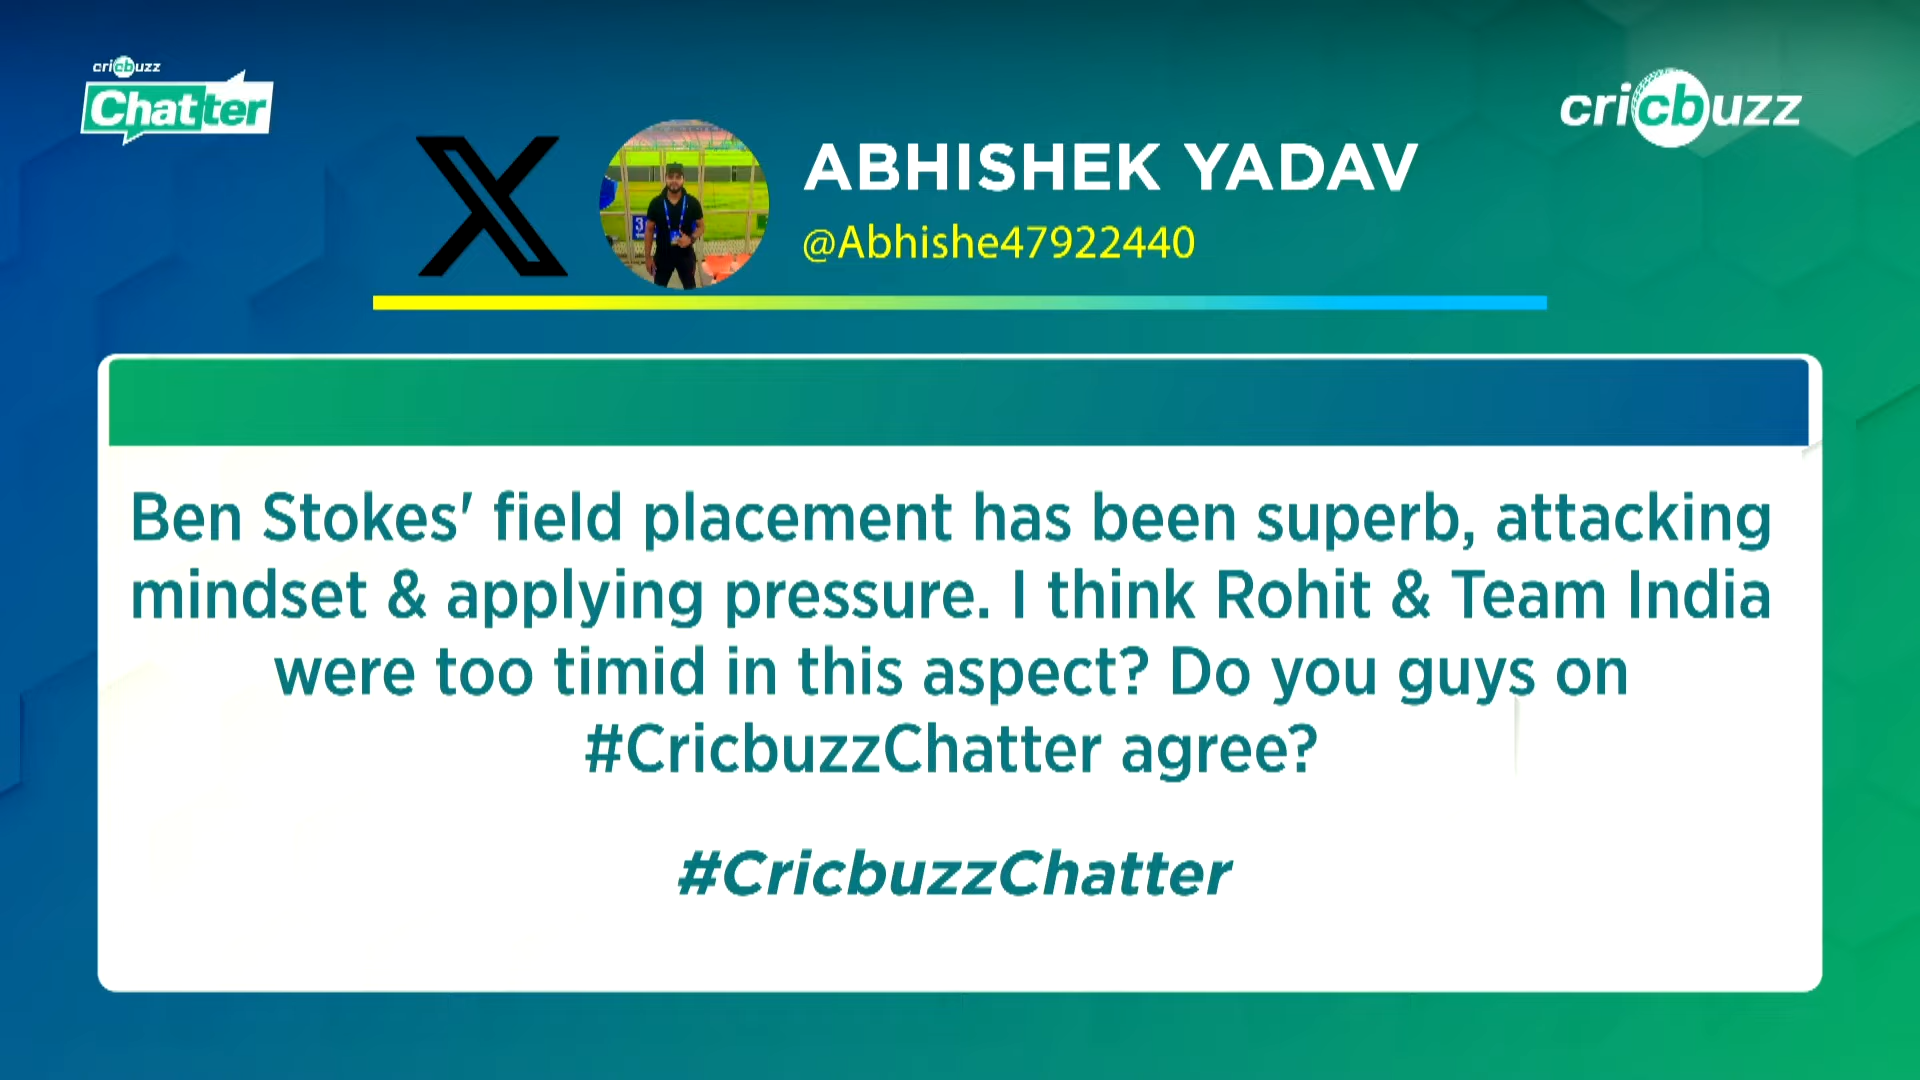 cricbuzz
Chatter
cricbuzz
ABHISHEK YADAV
@Abhishe47922440
Ben Stokes' field placement has been superb, attacking
mindset & applying pressure. I think Rohit & Team India
were too timid in this aspect? Do you guys on
#CricbuzzChatter agree?
#CricbuzzChatter